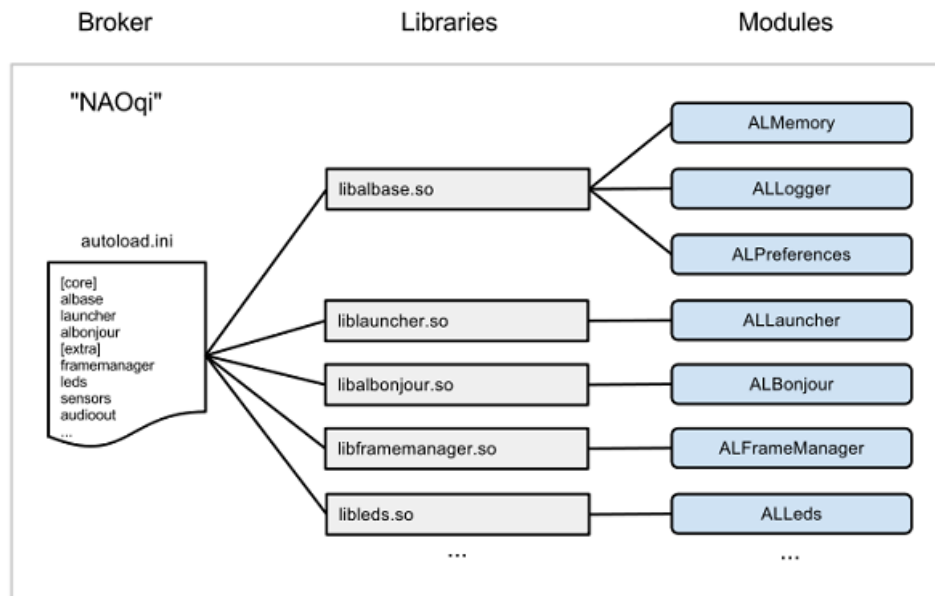 Broker
Libraries
Modules
"NAOqi"
autoload.ini
[core]
albase
launcher
albonjour
[extra]
framemanager
leds
sensors
audioout
...
libalbase.so
liblauncher.so
libalbonjour.so
libframemanager.so
libleds.so
...
ALMemory
ALLogger
ALPreferences
ALLauncher
ALBonjour
ALFrameManager
ALLeds
...